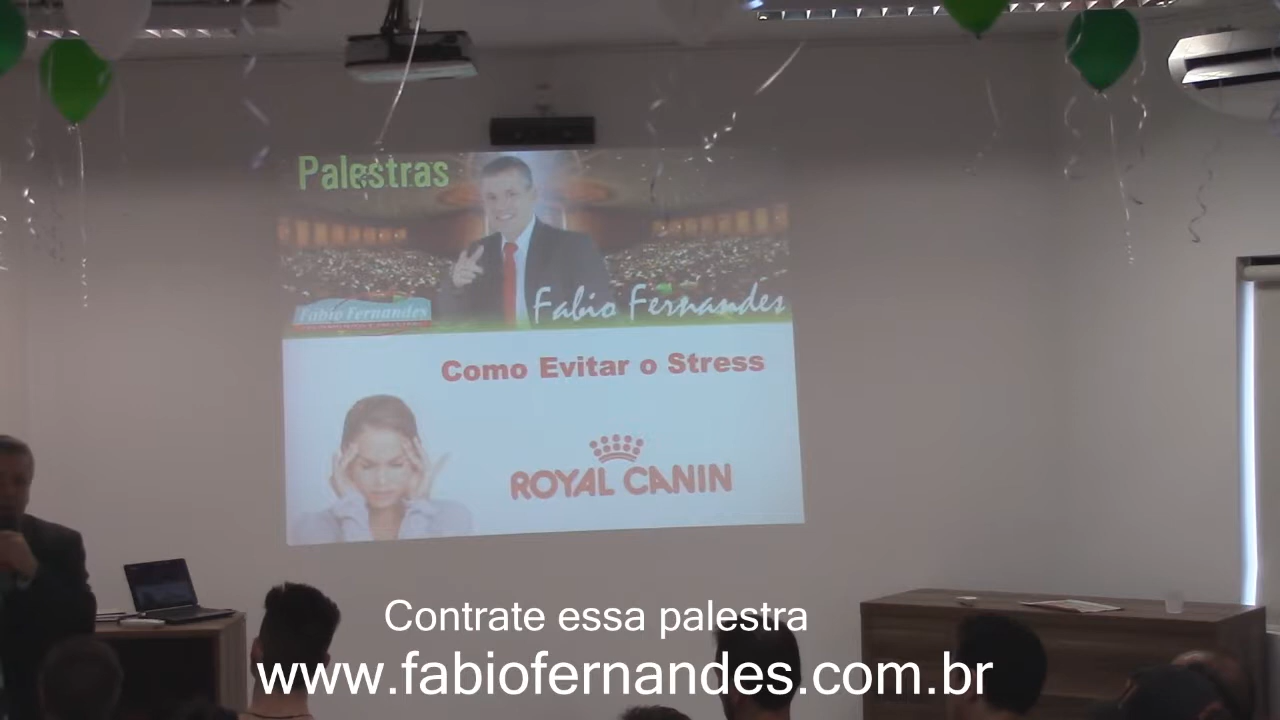 Palestras
Fabio Fernandes
Fabio Fernandes
Como Evitar o Stress
ROYAL CANIN
Contrate essa palestra
www.fabiofernandes.com.br